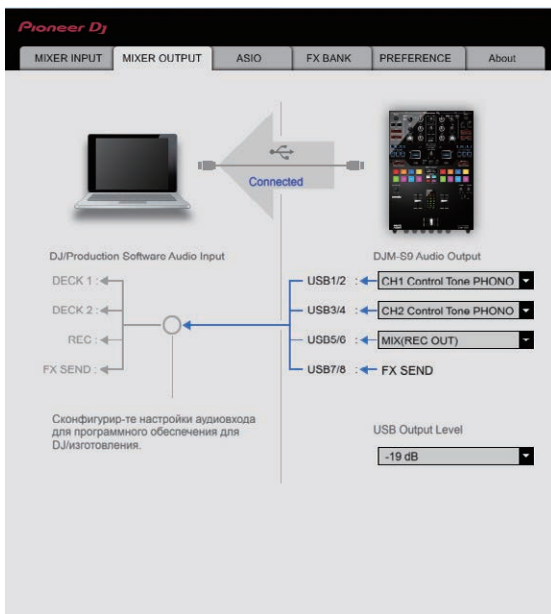 Pioneer Dj
MIXER INPUT MIXER OUTPUT ASIO FX BANK PREFERENCE About
Connected
DJ/Production Software Audio Input
DJM-S9 Audio Output
DECK 1 : USB1/2 : CH1 Control Tone PHONO
DECK 2 : USB3/4 : CH2 Control Tone PHONO
REC : USB5/6 : MIX(REC OUT)
FX SEND : USB7/8 : FX SEND
Сконфигурир-те настройки аудиовхода
для программного обеспечения для
DJ/изготовления.
USB Output Level
-19 dB